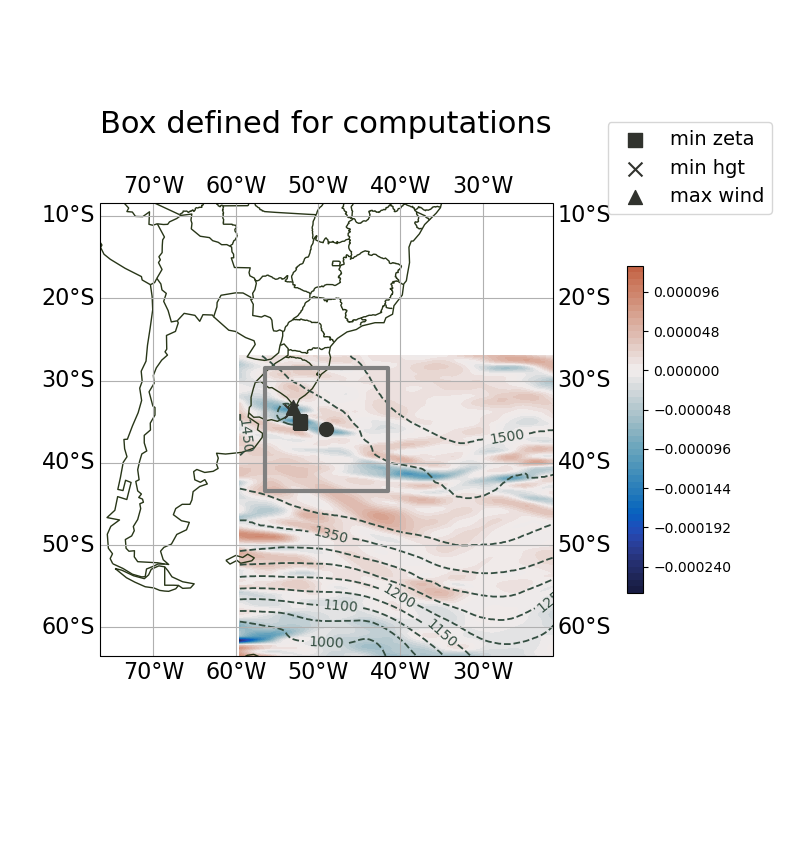 Box defined for computations
min zeta
min hgt
max wind
70°W 60°W 50°W 40°W 30°W
10°S 10°S
20°S 20°S
30°S 30°S
40°S 40°S
50°S 50°S
60°S 60°S
1450
1500
1350
1200
1100
1150
1000
70°W 60°W 50°W 40°W 30°W
0.000096
0.000048
0.000000
−0.000048
−0.000096
−0.000144
−0.000192
−0.000240